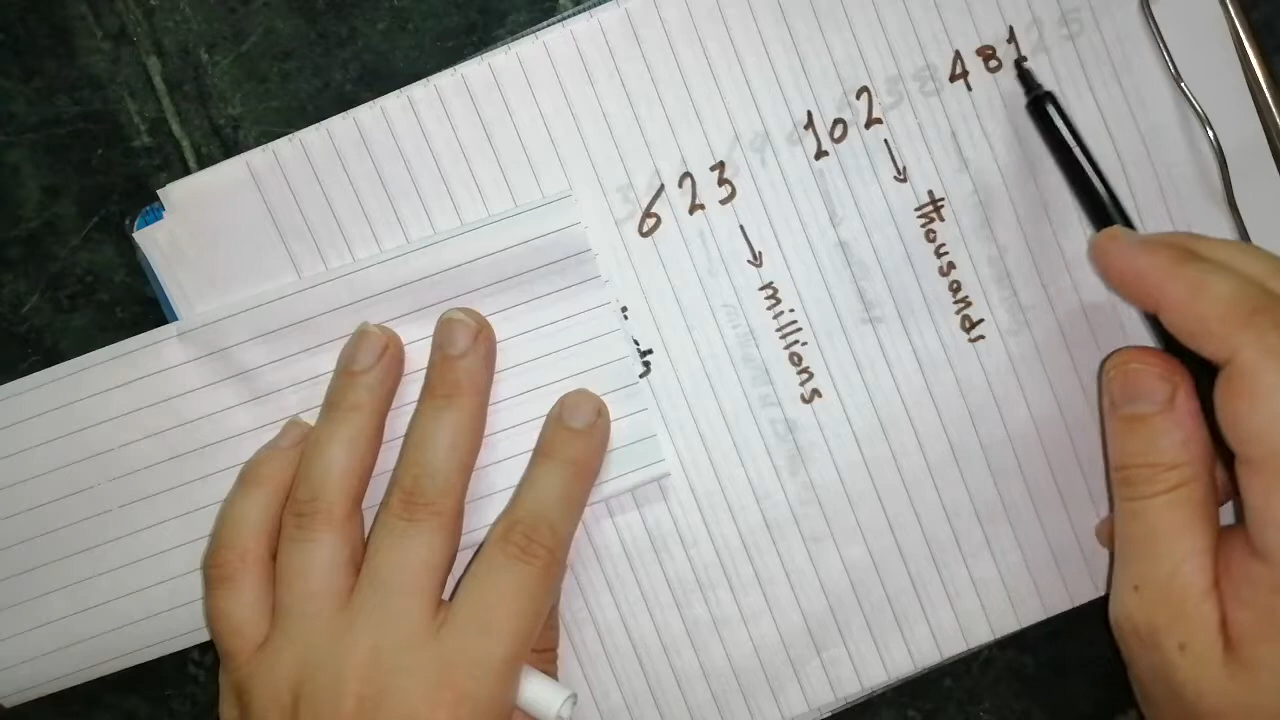 623 102 481
→ millions
→ thousands